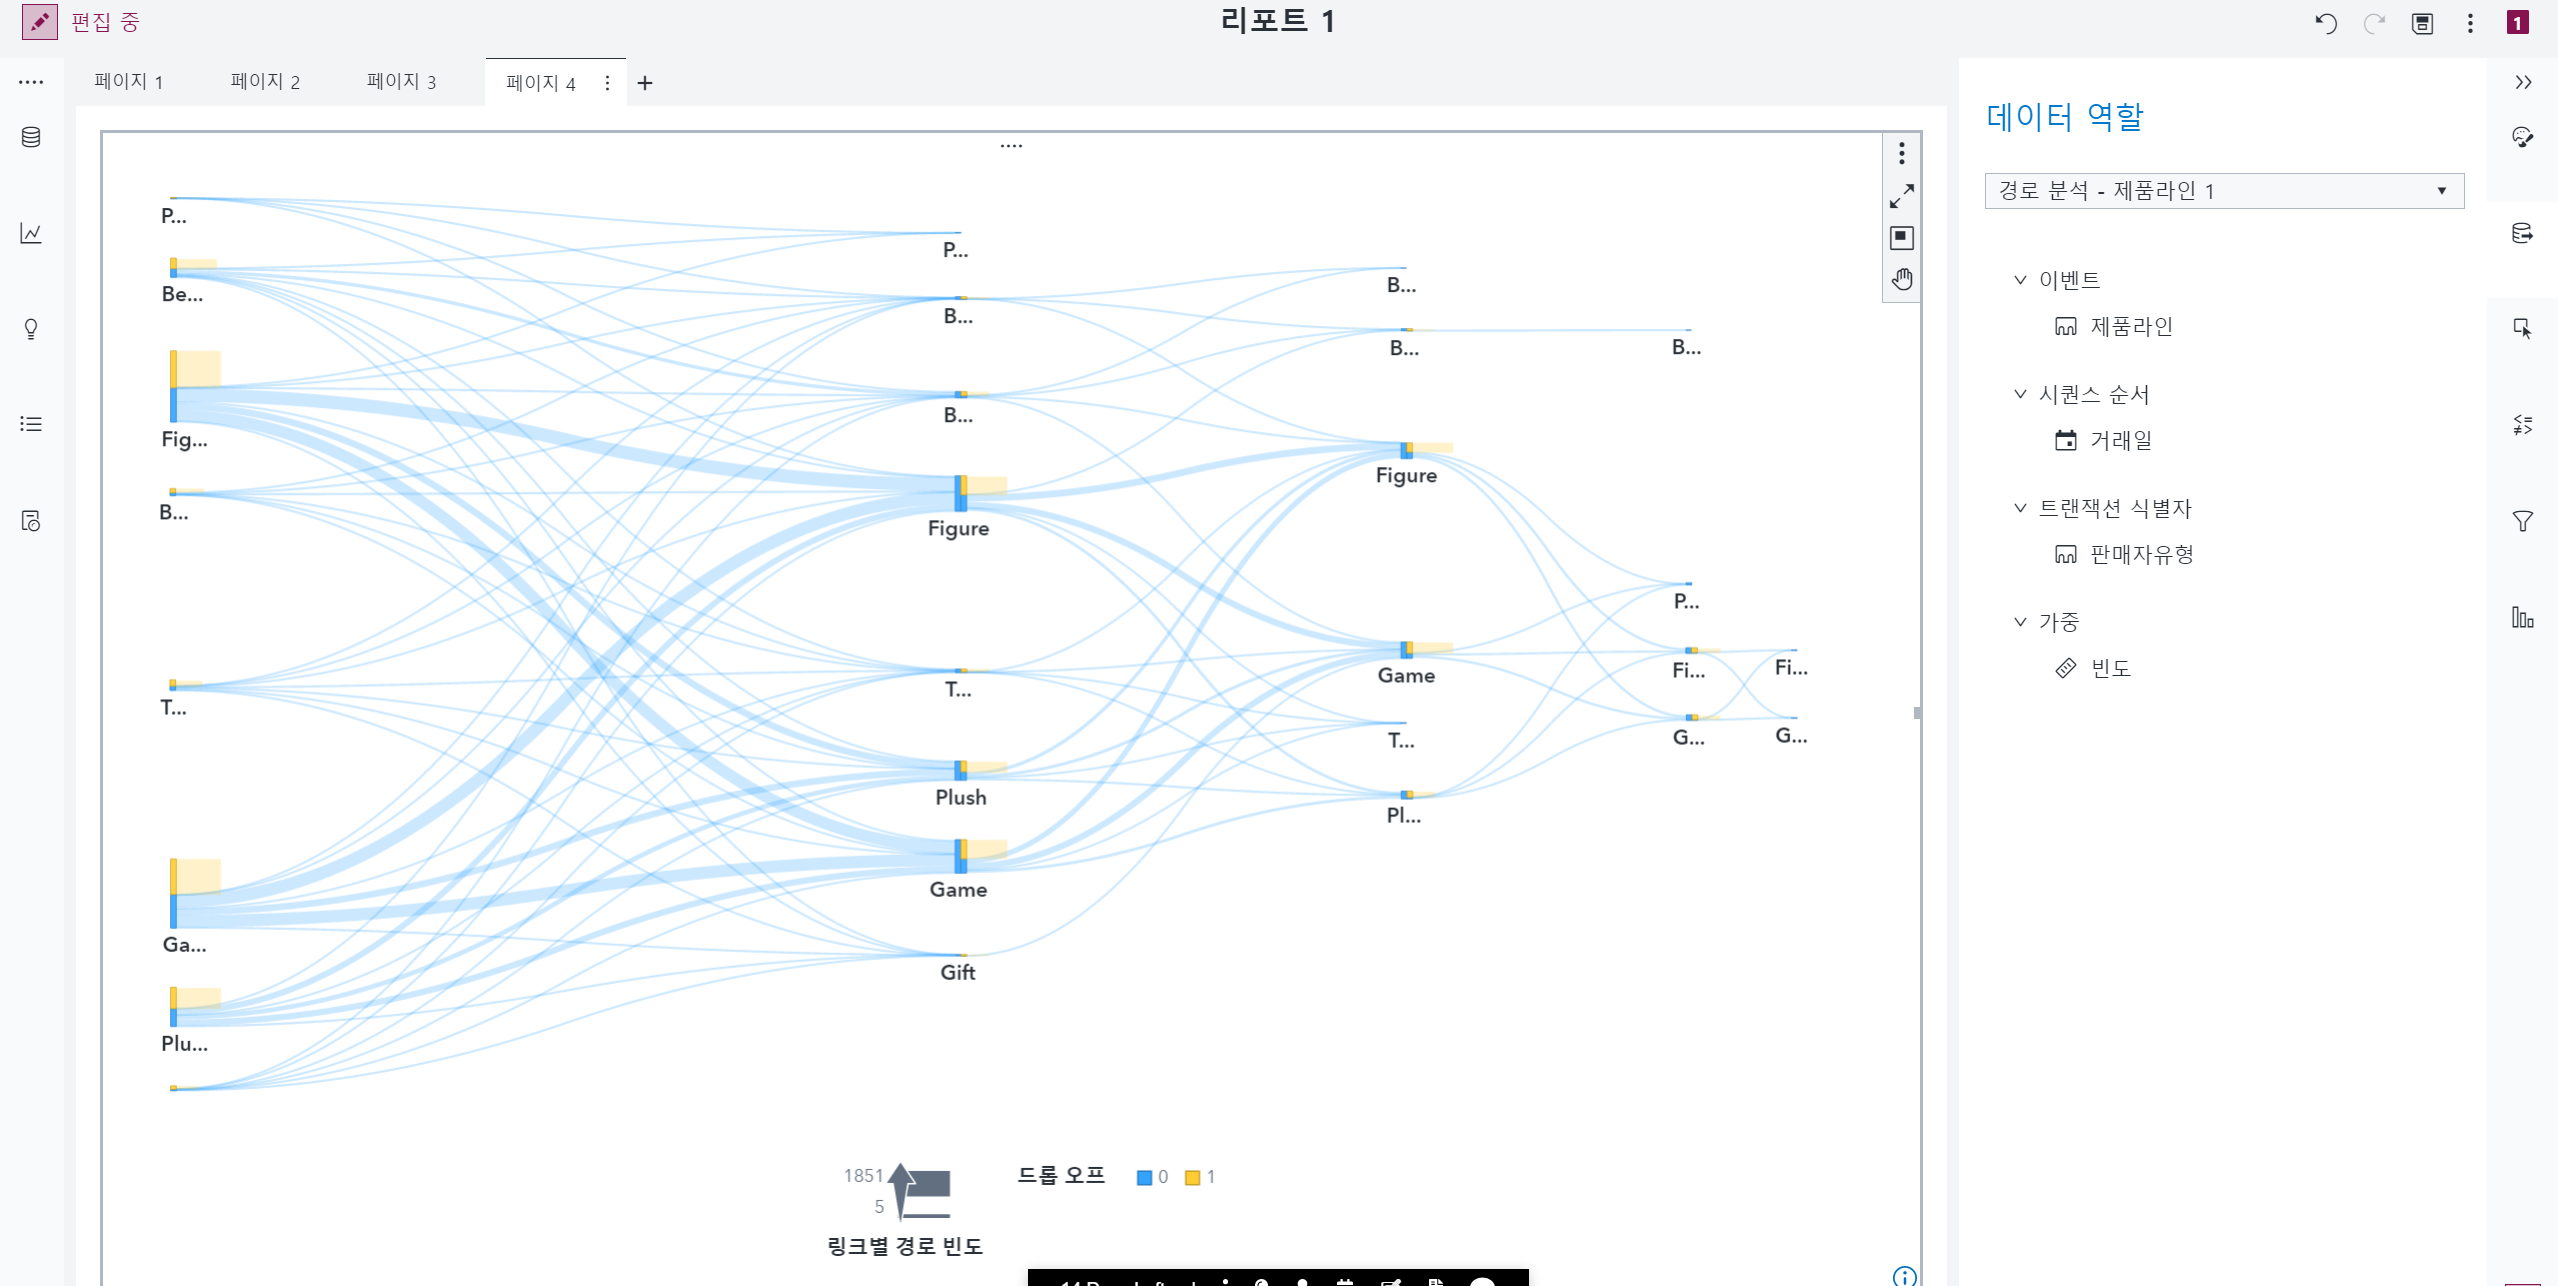 편집 중
리포트 1
1
페이지 1
페이지 2
페이지 3
페이지 4
P...
Be...
Fig...
B...
T...
Ga...
Plu...
P...
B...
B...
Figure
T...
Plush
Game
Gift
B...
B...
Figure
Game
T...
Pl...
B...
P...
Fi...
G...
Fi...
G...
1851
5
링크별 경로 빈도
드롭 오프
0
1
데이터 역할
경로 분석 - 제품라인 1
이벤트
제품라인
시퀀스 순서
거래일
트랜잭션 식별자
판매자유형
가중
빈도